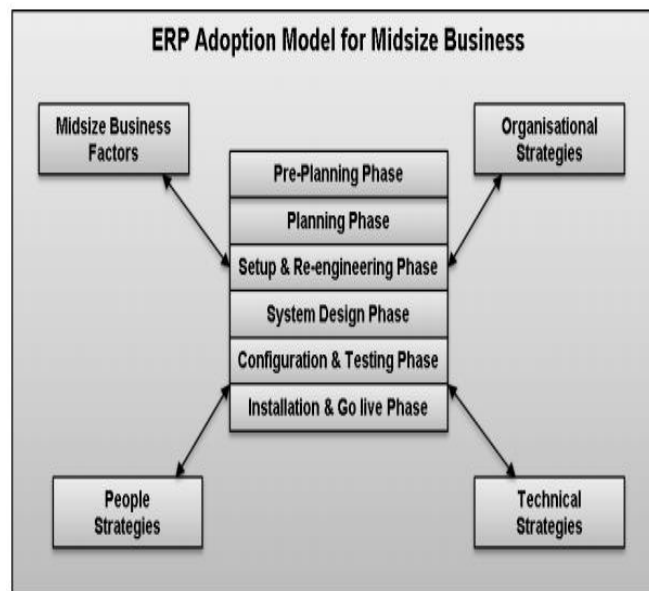 ERP Adoption Model for Midsize Business
Midsize Business
Factors
Organisational
Strategies
Pre-Planning Phase
Planning Phase
Setup & Re-engineering Phase
System Design Phase
Configuration & Testing Phase
Installation & Go live Phase
People
Strategies
Technical
Strategies